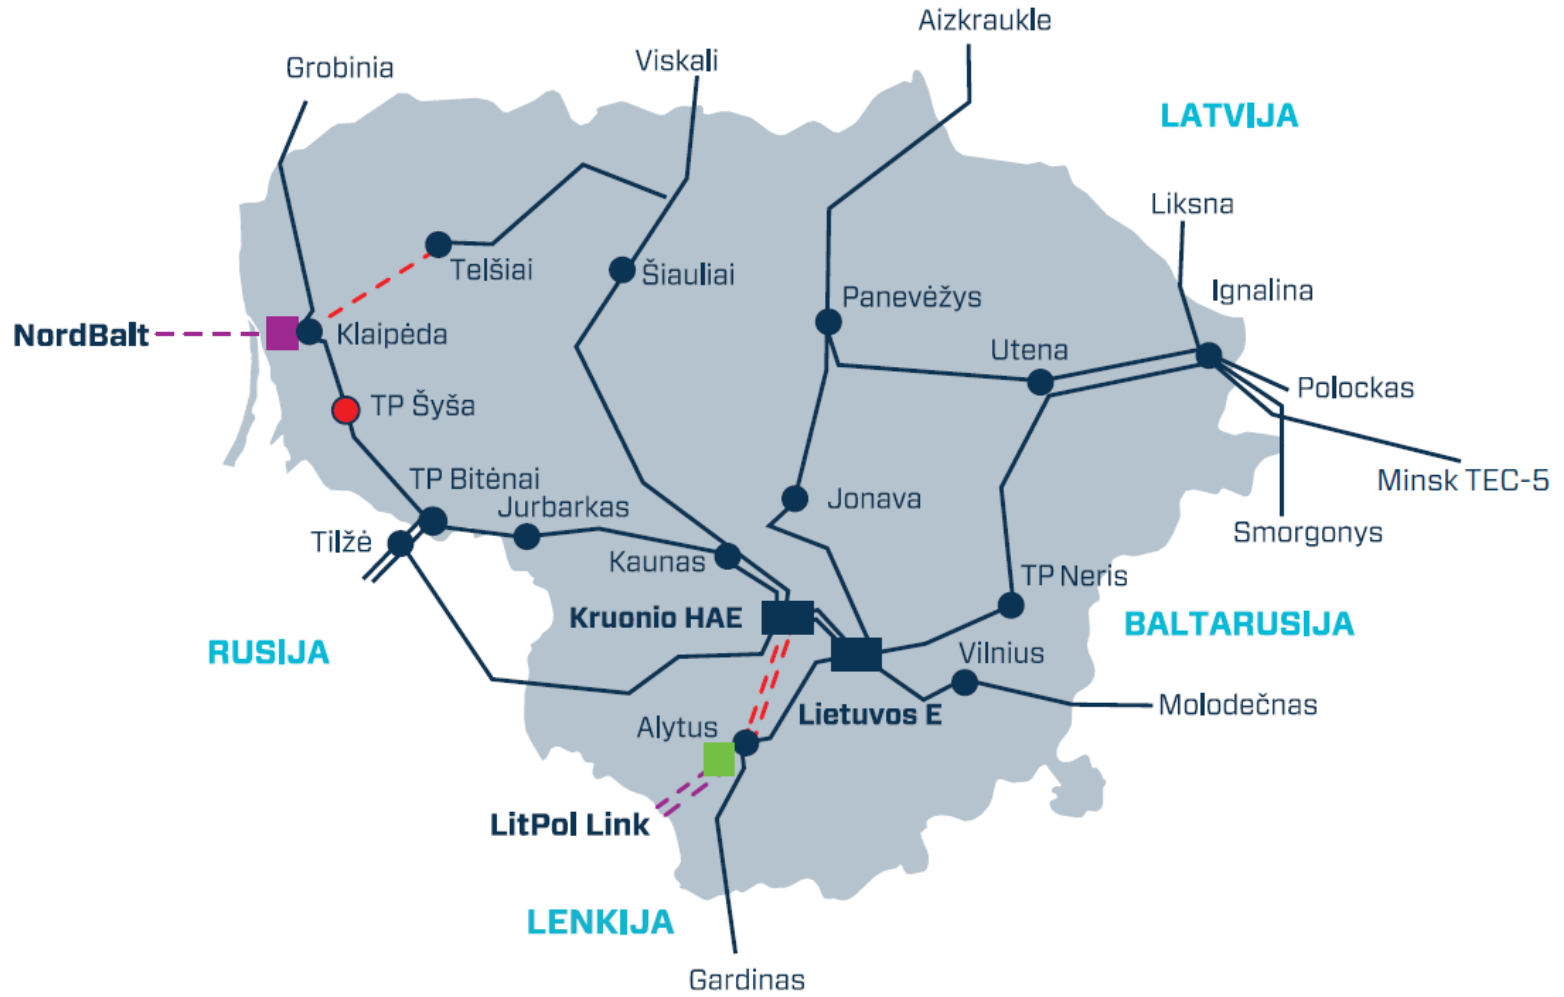 Aizkraukle
Grobinia
Viskali
LATVIJA
Liksna
Telšiai
Šiauliai
Ignalina
Panevėžys
NordBalt
Klaipėda
Utena
Polockas
TP Šyša
TP Bitėnai
Minsk TEC-5
Jurbarkas
Jonava
Smorgonys
Tilžė
Kaunas
TP Neris
Kruonio HAE
BALTARUSIJA
RUSIJA
Vilnius
Molodečnas
Lietuvos E
Alytus
LitPol Link
LENKIJA
Gardinas